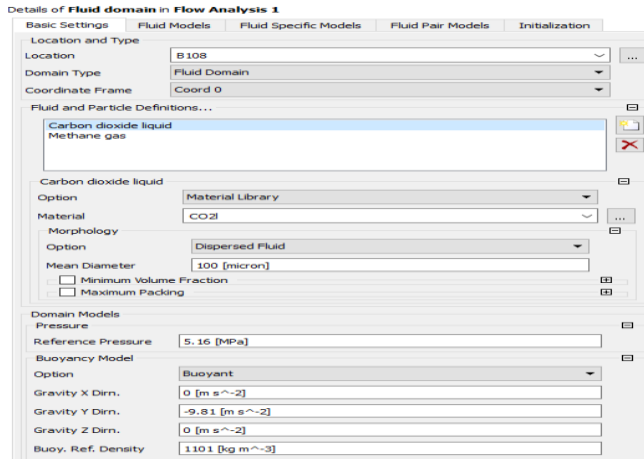 Details of Fluid domain in Flow Analysis 1
Basic Settings Fluid Models Fluid Specific Models Fluid Pair Models Initialization
Location and Type
Location B108 ...
Domain Type Fluid Domain
Coordinate Frame Coord 0
Fluid and Particle Definitions...
Carbon dioxide liquid
Methane gas
Carbon dioxide liquid
Option Material Library
Material CO2l ...
Morphology
Option Dispersed Fluid
Mean Diameter 100 [micron]
Minimum Volume Fraction
Maximum Packing
Domain Models
Pressure
Reference Pressure 5.16 [MPa]
Buoyancy Model
Option Buoyant
Gravity X Dirn. 0 [m s^-2]
Gravity Y Dirn. -9.81 [m s^-2]
Gravity Z Dirn. 0 [m s^-2]
Buoy. Ref. Density 1101 [kg m^-3]